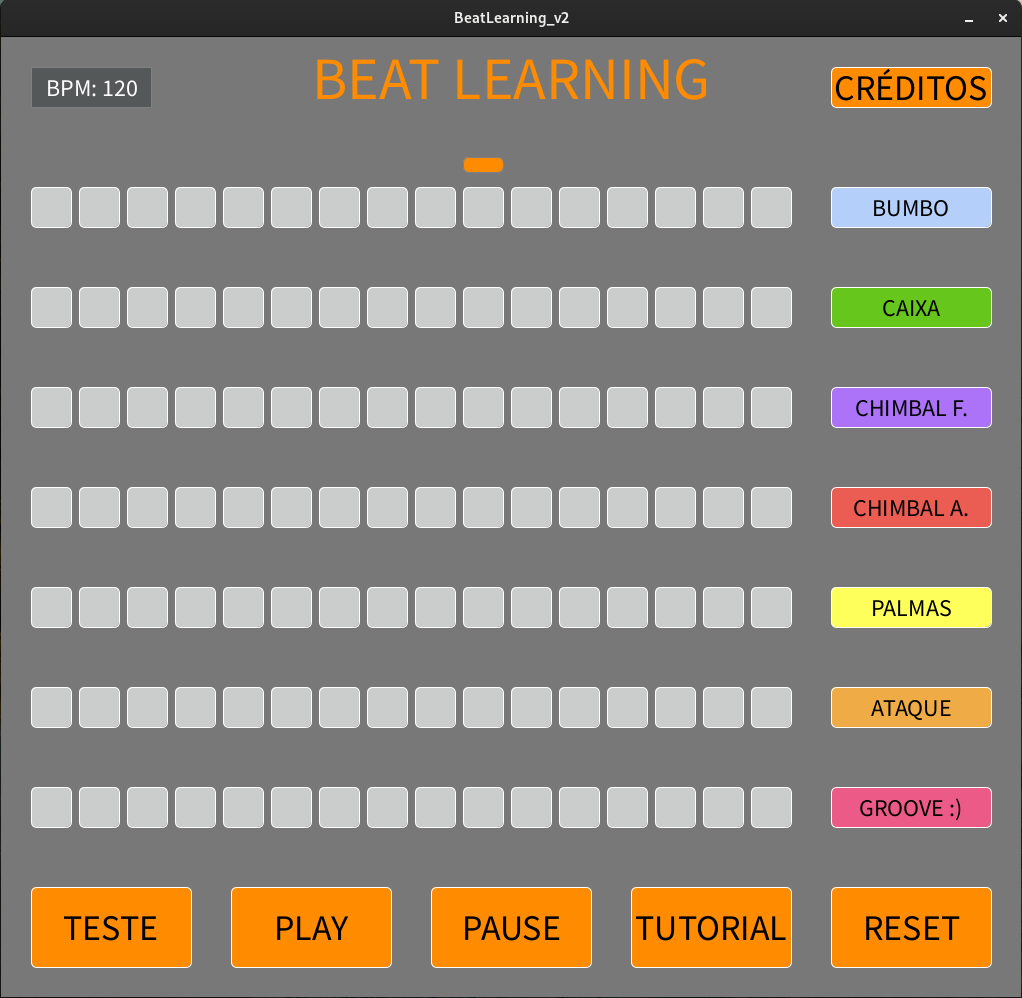 BeatLearning_v2
BPM: 120
BEAT LEARNING
CRÉDITOS
BUMBO
CAIXA
CHIMBAL F.
CHIMBAL A.
PALMAS
ATAQUE
GROOVE :)
TESTE
PLAY
PAUSE
TUTORIAL
RESET